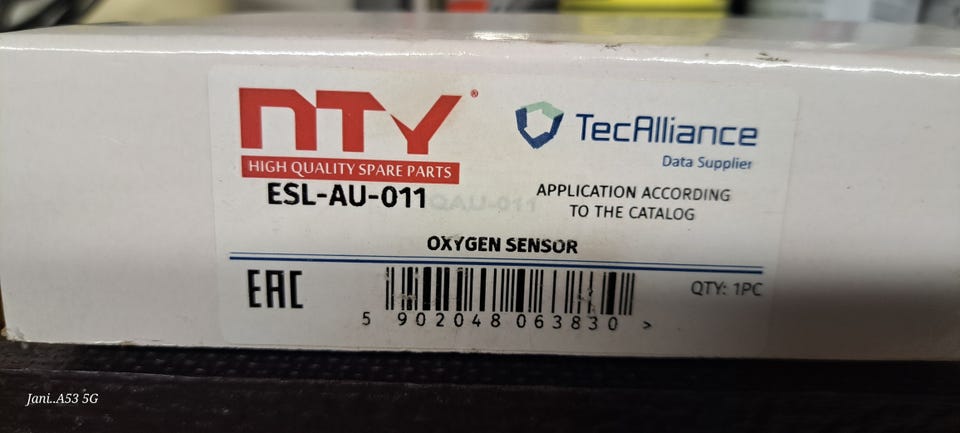 NTY®
HIGH QUALITY SPARE PARTS
ESL-AU-011
TecAlliance
Data Supplier
APPLICATION ACCORDING
TO THE CATALOG
OXYGEN SENSOR
EAC
QTY: 1PC
5 902048 063830 >
Jani..A53 5G